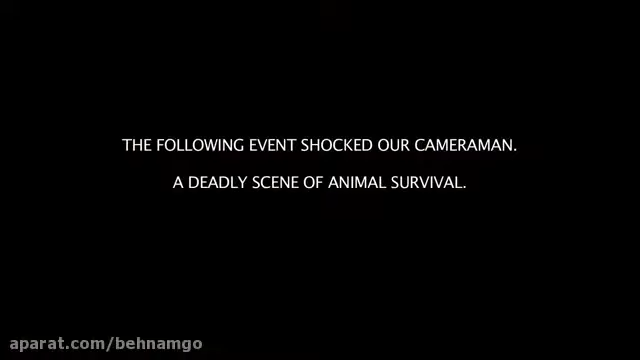 THE FOLLOWING EVENT SHOCKED OUR CAMERAMAN.
A DEADLY SCENE OF ANIMAL SURVIVAL.
aparat.com/behnamgo